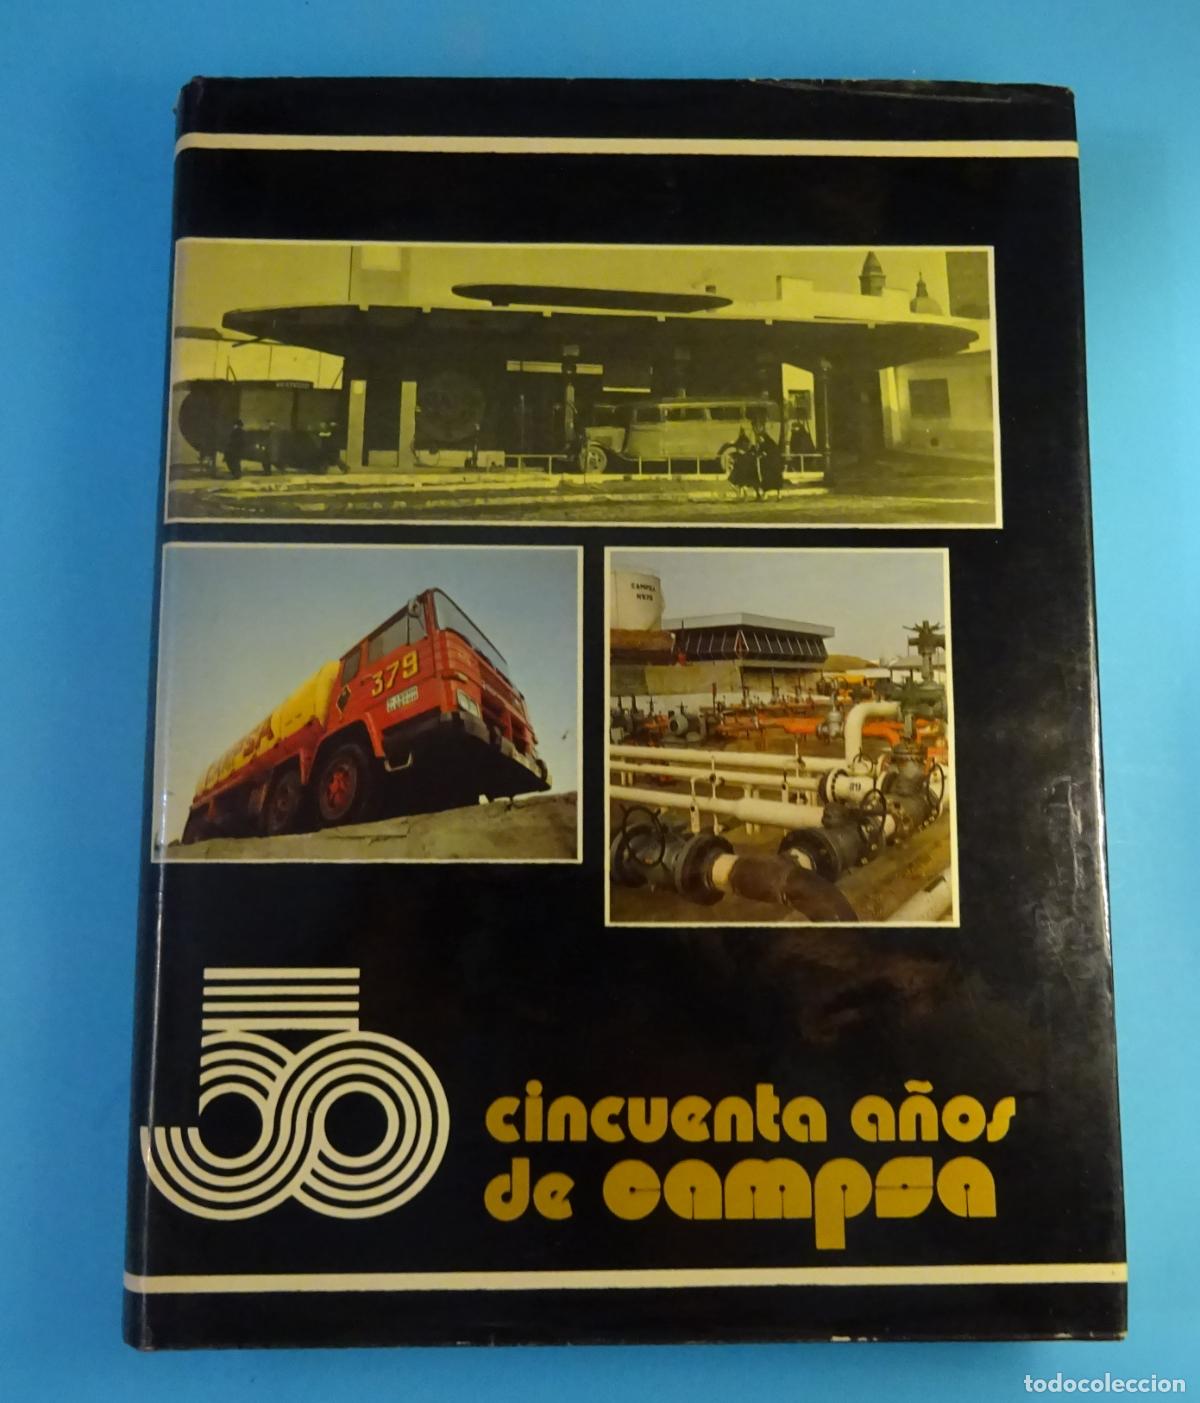 CAMPSA
379
50
cincuenta años
de campsa
todocoleccion